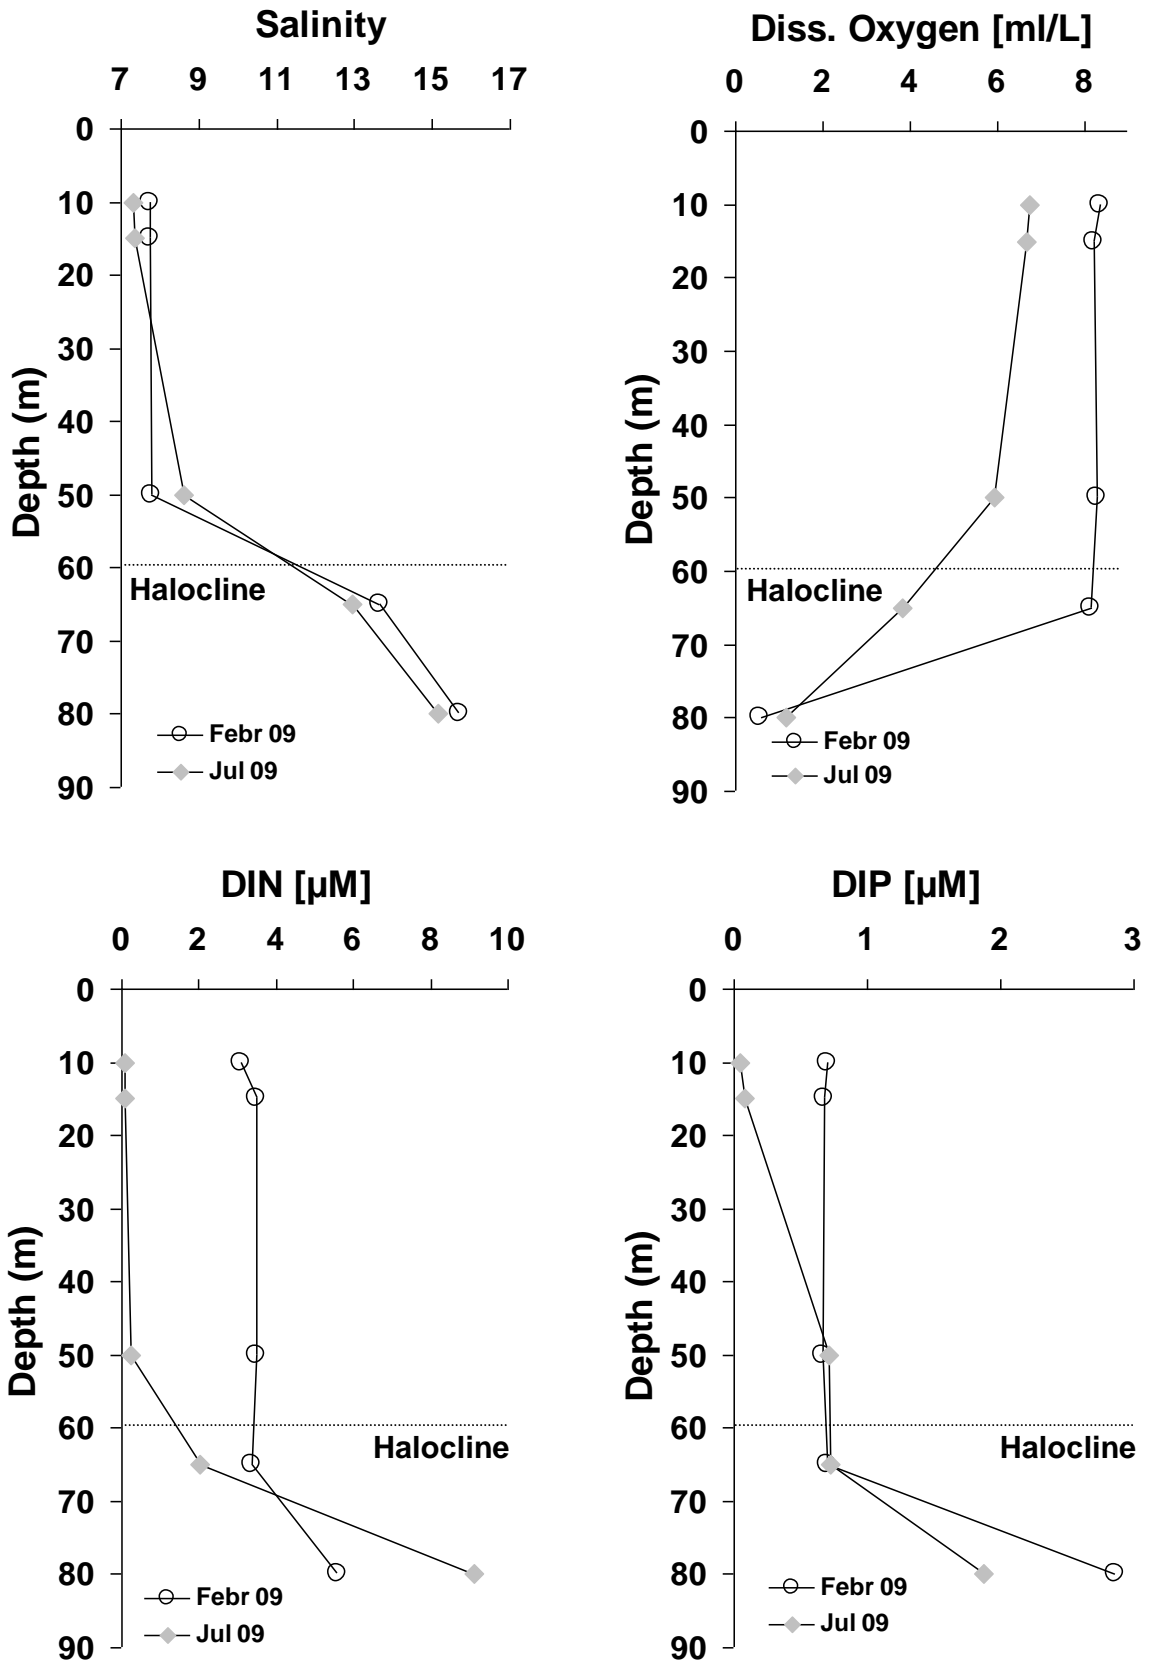 Salinity
7 9 11 13 15 17
0
10
20
30
40
50
60
70
80
90
Depth (m)
Halocline
Febr 09
Jul 09
Diss. Oxygen [ml/L]
0 2 4 6 8
0
10
20
30
40
50
60
70
80
90
Depth (m)
Halocline
Febr 09
Jul 09
DIN [µM]
0 2 4 6 8 10
0
10
20
30
40
50
60
70
80
90
Depth (m)
Halocline
Febr 09
Jul 09
DIP [µM]
0 1 2 3
0
10
20
30
40
50
60
70
80
90
Depth (m)
Halocline
Febr 09
Jul 09